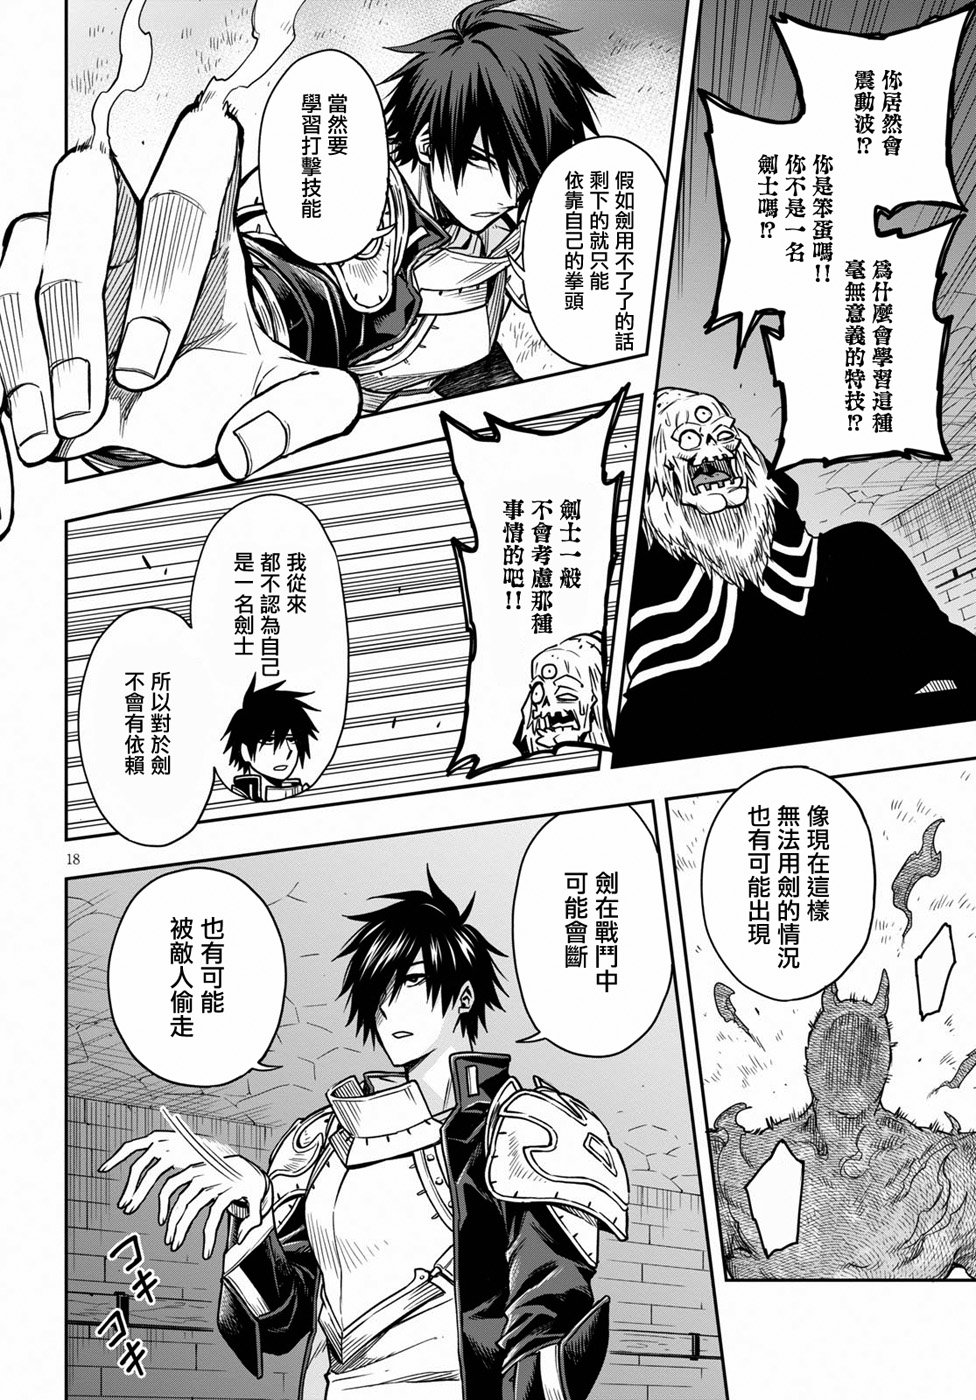 你居然會
震動波!?
你是笨蛋嗎!!
你不是一名
劍士嗎!?
爲什麼會學習這種
毫無意義的特技!?
假如劍用不了了的話
剩下的就只能
依靠自己的拳頭
當然要
學習打擊技能
劍士一般
不會考慮那種
事情的吧!!
我從來
都不認為自己
是一名劍士
所以對於劍
不會有依賴
像現在這樣
無法用劍的情況
也有可能出現
劍在戰鬥中
可能會斷
也有可能
被敵人偷走
コキ
コキ
18